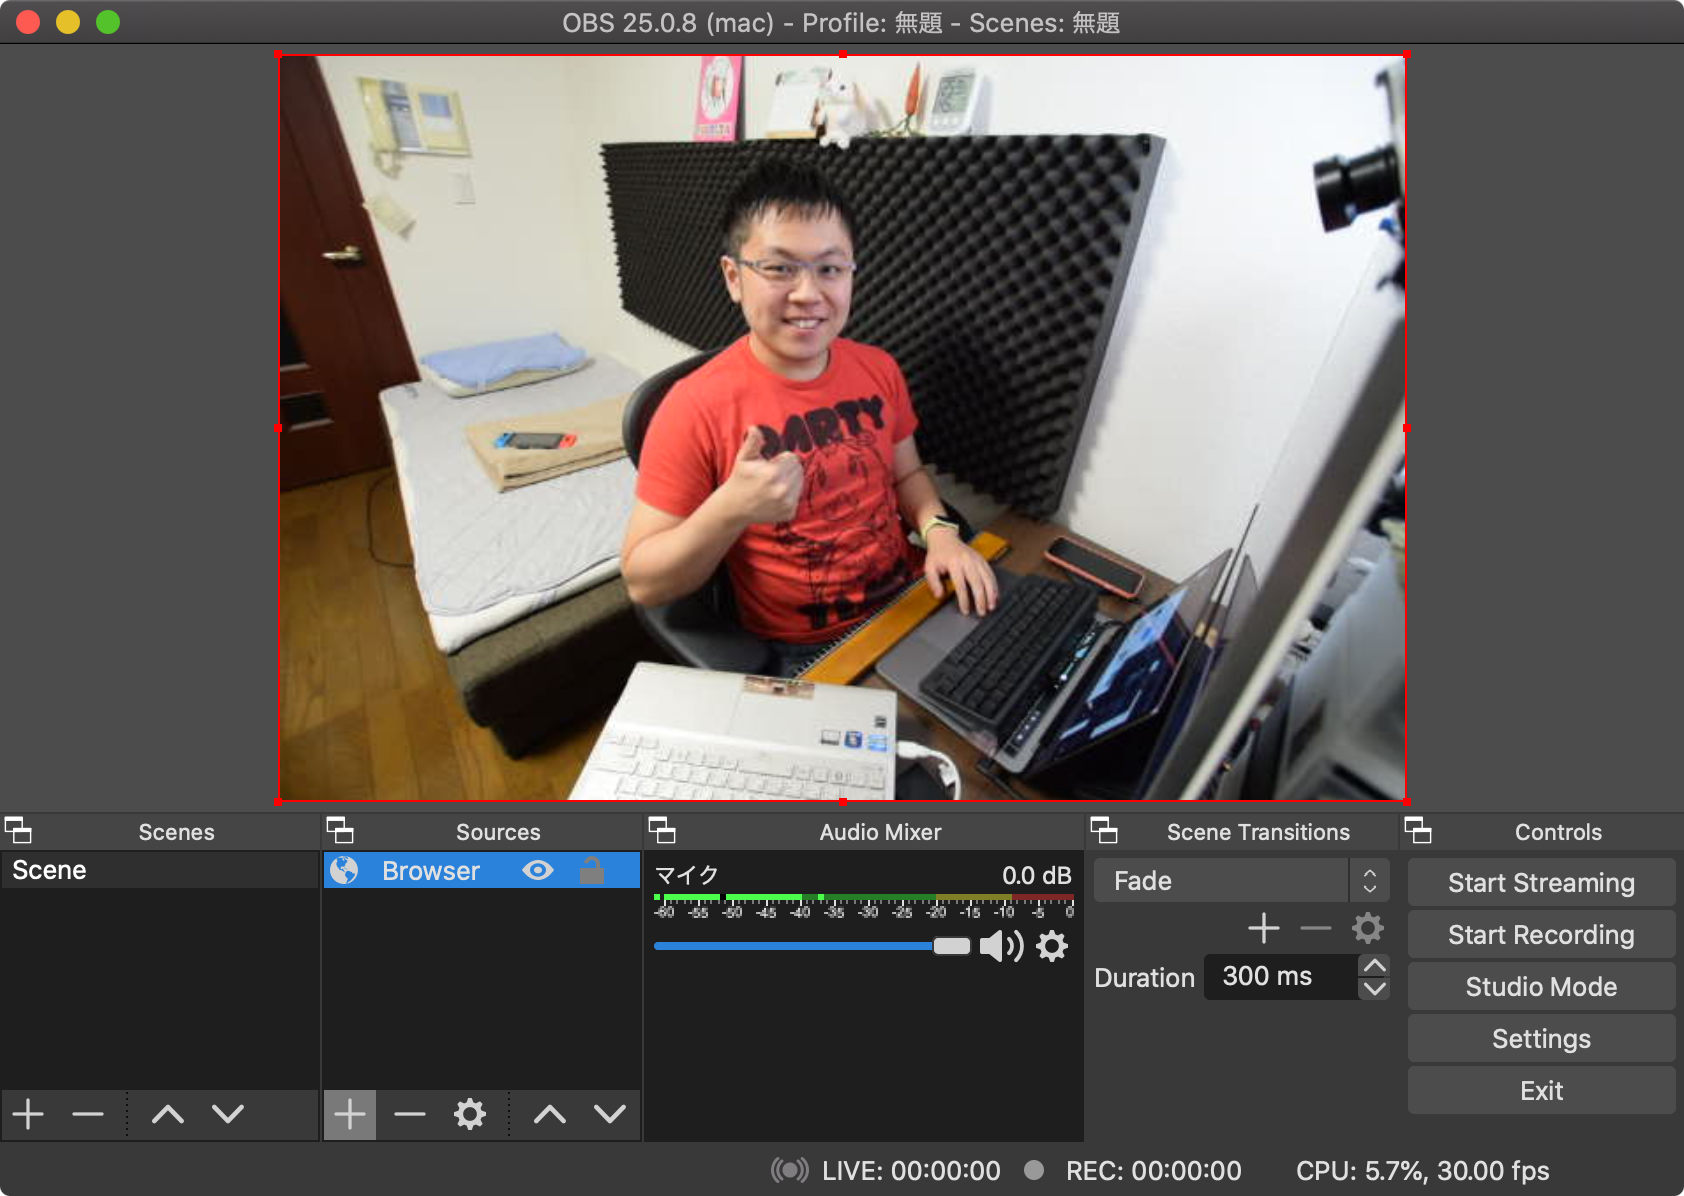 OBS 25.0.8 (mac) - Profile: 無題 - Scenes: 無題
PARTY
Scenes
Sources
Audio Mixer
Scene Transitions
Controls
Scene
Browser
マイク
0.0 dB
-60 -55 -50 -45 -40 -35 -30 -25 -20 -15 -10 -5 0
Fade
Duration
300 ms
Start Streaming
Start Recording
Studio Mode
Settings
Exit
LIVE: 00:00:00
REC: 00:00:00
CPU: 5.7%, 30.00 fps